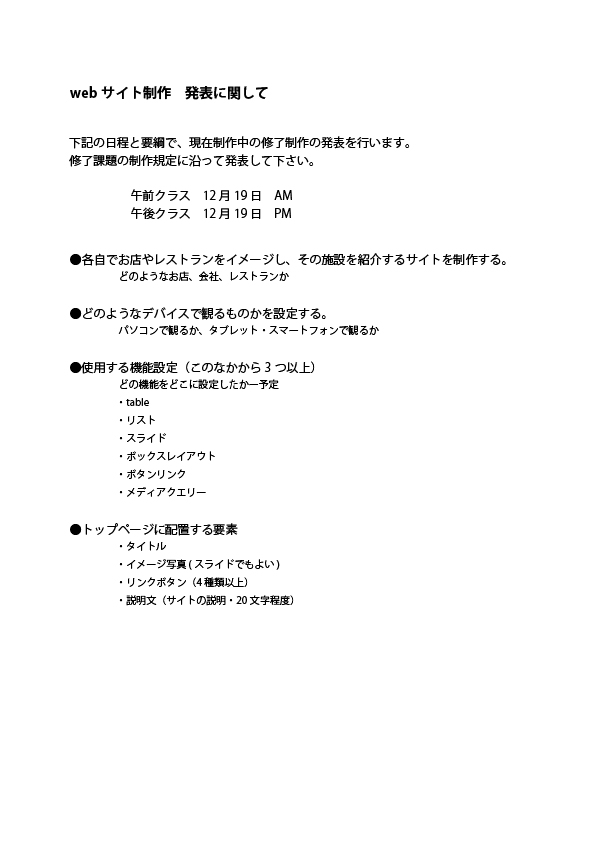 web サイト制作　発表に関して
下記の日程と要綱で、現在制作中の修了制作の発表を行います。
修了課題の制作規定に沿って発表して下さい。
午前クラス　12 月 19 日　AM
午後クラス　12 月 19 日　PM
●各自でお店やレストランをイメージし、その施設を紹介するサイトを制作する。
どのようなお店、会社、レストランか
●どのようなデバイスで観るものかを設定する。
パソコンで観るか、タブレット・スマートフォンで観るか
●使用する機能設定（このなかから 3 つ以上）
どの機能をどこに設定したかー予定
・table
・リスト
・スライド
・ボックスレイアウト
・ボタンリンク
・メディアクエリー
●トップページに配置する要素
・タイトル
・イメージ写真 ( スライドでもよい )
・リンクボタン（4 種類以上）
・説明文（サイトの説明・20 文字程度）